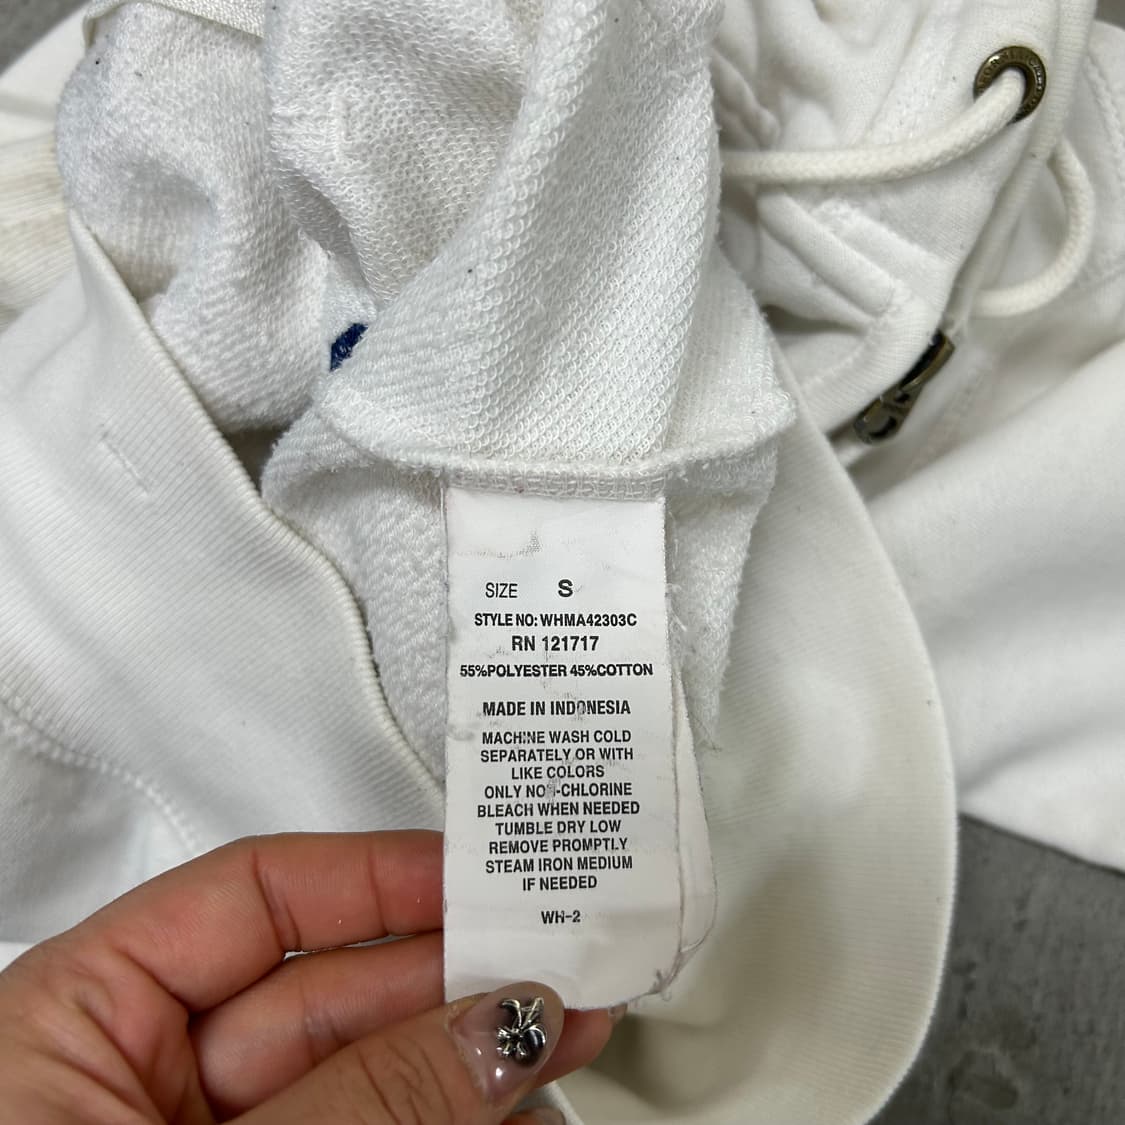 SIZE S
STYLE NO: WHMA42303C
RN 121717
55%POLYESTER 45%COTTON
MADE IN INDONESIA
MACHINE WASH COLD
SEPARATELY OR WITH
LIKE COLORS
ONLY NON-CHLORINE
BLEACH WHEN NEEDED
TUMBLE DRY LOW
REMOVE PROMPTLY
STEAM IRON MEDIUM
IF NEEDED
WH-2